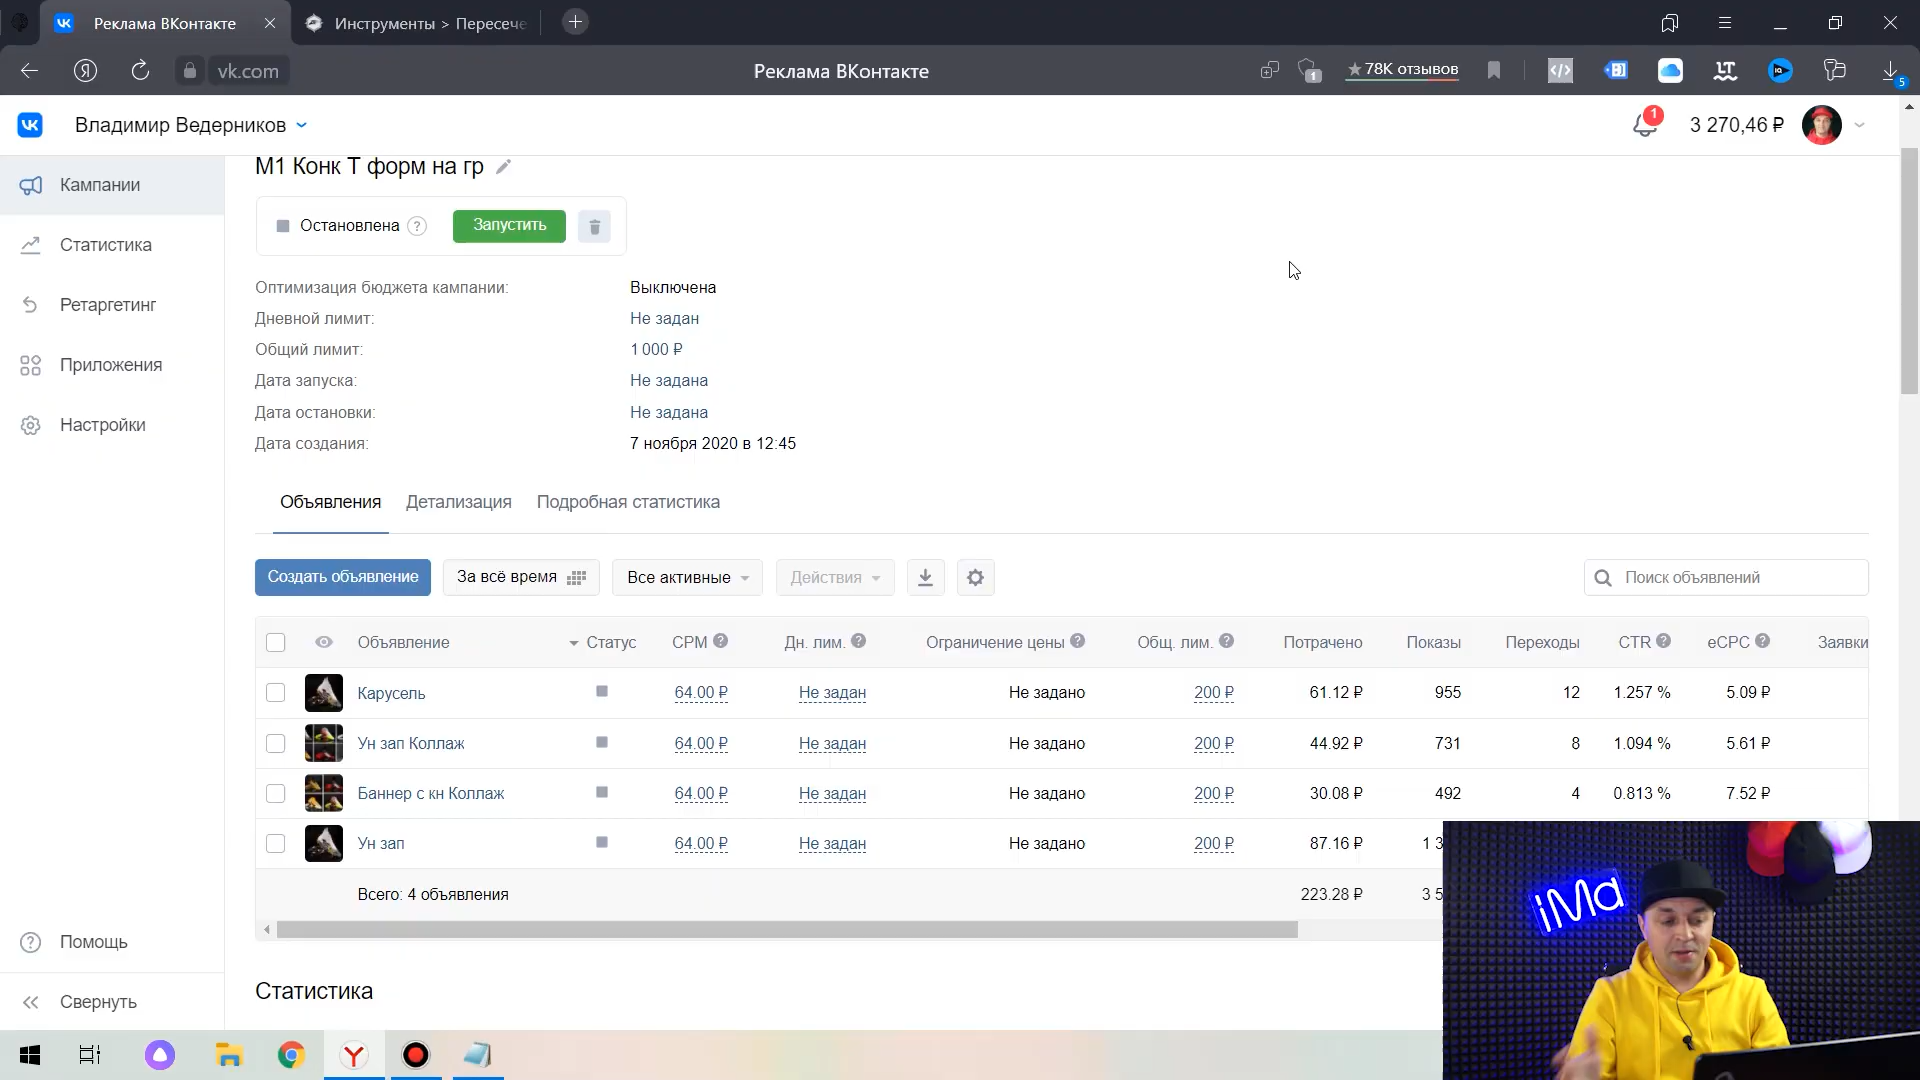 Реклама ВКонтакте
Инструменты > Пересече
vk.com
Реклама ВКонтакте
★78K отзывов
5
Владимир Ведерников
1
3 270,46 ₽
Кампании
Статистика
Ретаргетинг
Приложения
Настройки
Помощь
Свернуть
М1 Конк Т форм на гр
Остановлена
Запустить
Оптимизация бюджета кампании: Выключена
Дневной лимит: Не задан
Общий лимит: 1 000 ₽
Дата запуска: Не задана
Дата остановки: Не задана
Дата создания: 7 ноября 2020 в 12:45
Объявления Детализация Подробная статистика
Создать объявление За всё время Все активные Действия Поиск объявлений
Объявление Статус CPM Дн. лим. Ограничение цены Общ. лим. Потрачено Показы Переходы CTR eCPC Заявки
Карусель 64.00 ₽ Не задан Не задано 200 ₽ 61.12 ₽ 955 12 1.257 % 5.09 ₽
Ун зап Коллаж 64.00 ₽ Не задан Не задано 200 ₽ 44.92 ₽ 731 8 1.094 % 5.61 ₽
Баннер с кн Коллаж 64.00 ₽ Не задан Не задано 200 ₽ 30.08 ₽ 492 4 0.813 % 7.52 ₽
Ун зап 64.00 ₽ Не задан Не задано 200 ₽ 87.16 ₽ 1 3
Всего: 4 объявления 223.28 ₽ 3 5
Статистика
iMa